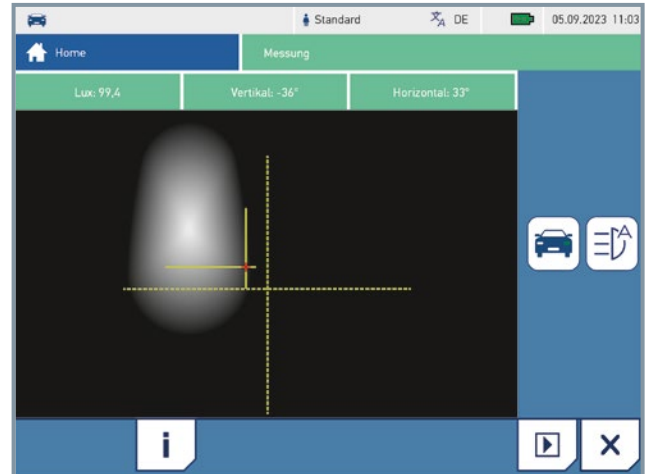 Standard DE 05.09.2023 11:03
Home Messung
Lux: 99,4 Vertikal: -36° Horizontal: 33°
A
i